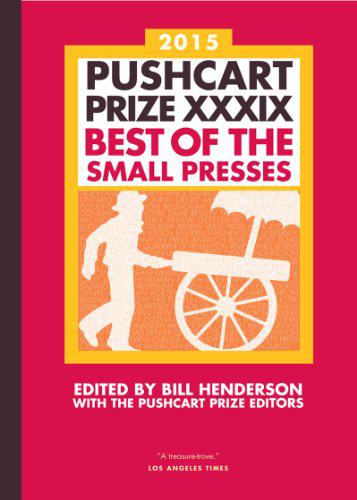 2015
PUSHCART
PRIZE XXXIX
BEST OF THE
SMALL PRESSES
EDITED BY BILL HENDERSON
WITH THE PUSHCART PRIZE EDITORS
"A treasure-trove."
LOS ANGELES TIMES